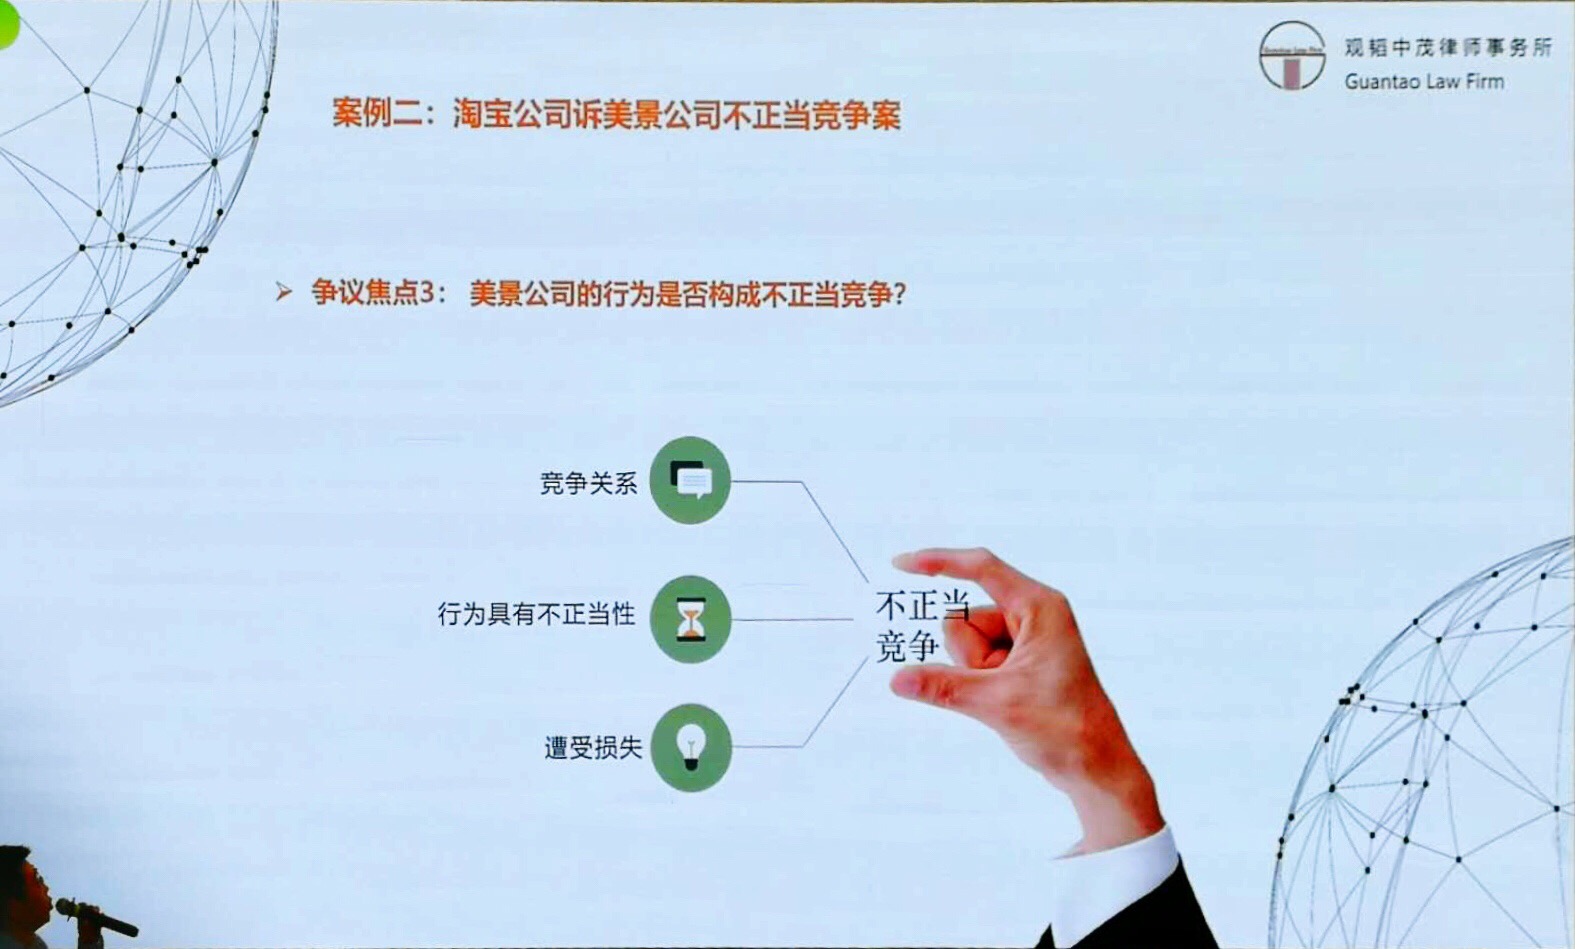 观韬中茂律师事务所
Guantao Law Firm
案例二：淘宝公司诉美景公司不正当竞争案
➢ 争议焦点3： 美景公司的行为是否构成不正当竞争？
竞争关系
行为具有不正当性
遭受损失
不正当
竞争